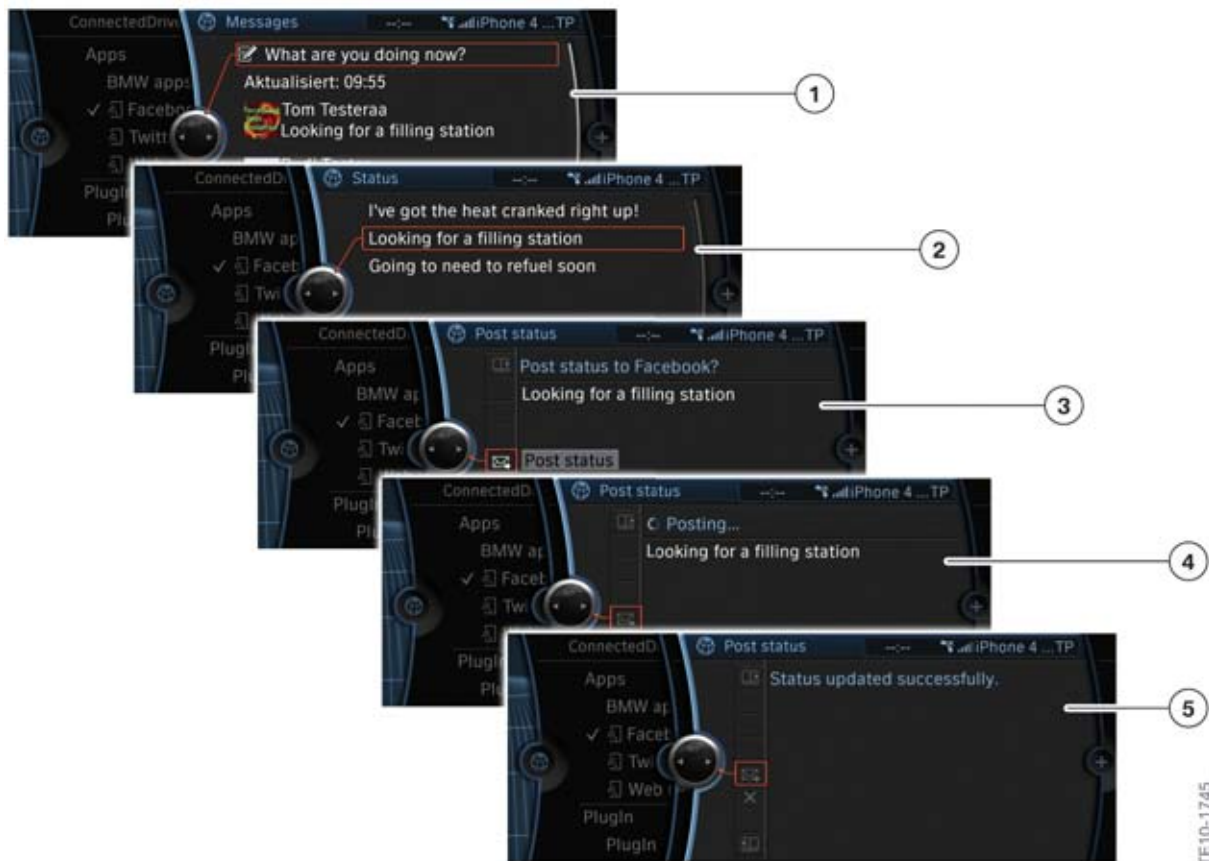 ConnectedDrive Messages --:-- iPhone 4 ...TP
Apps
What are you doing now?
BMW apps
Aktualisiert: 09:55
Tom Testeraa
Looking for a filling station
1
Status --:-- iPhone 4 ...TP
Apps
I've got the heat cranked right up!
Looking for a filling station
Going to need to refuel soon
2
Post status --:-- iPhone 4 ...TP
Apps
Post status to Facebook?
Looking for a filling station
Post status
3
Post status --:-- iPhone 4 ...TP
Apps
Posting...
Looking for a filling station
4
Post status --:-- iPhone 4 ...TP
Apps
Status updated successfully.
Web
PlugIn
PlugIn
5
TE10-1745